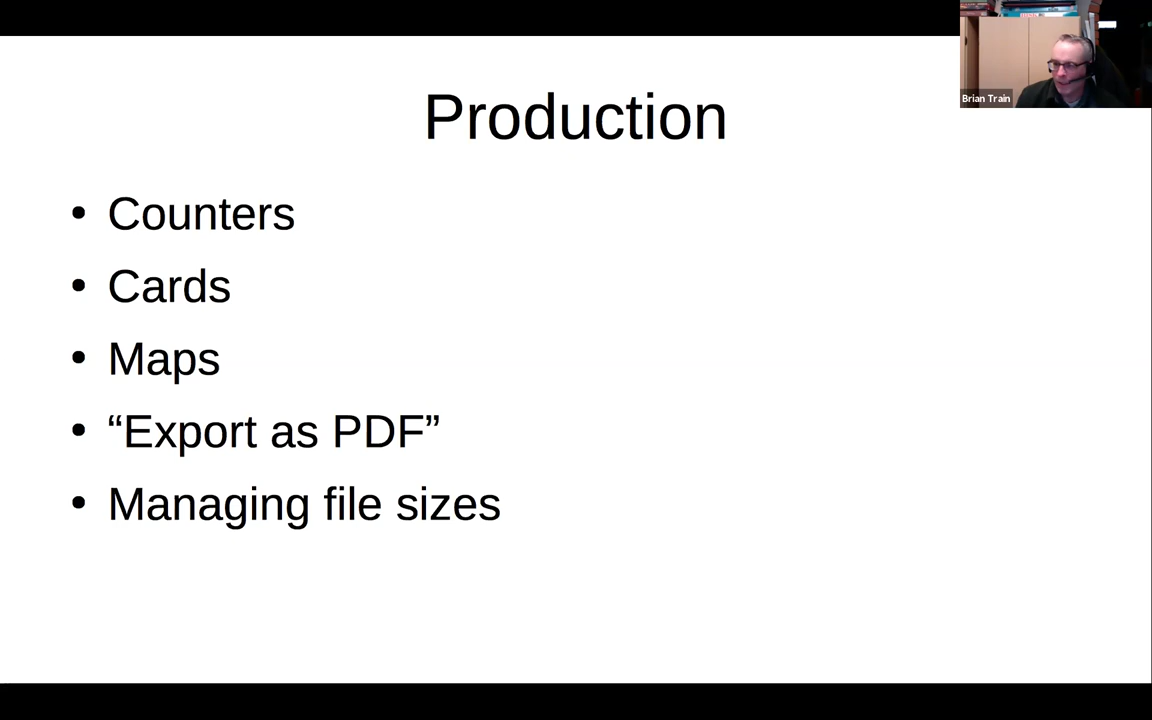 Brian Train
Production
• Counters
• Cards
• Maps
• “Export as PDF”
• Managing file sizes